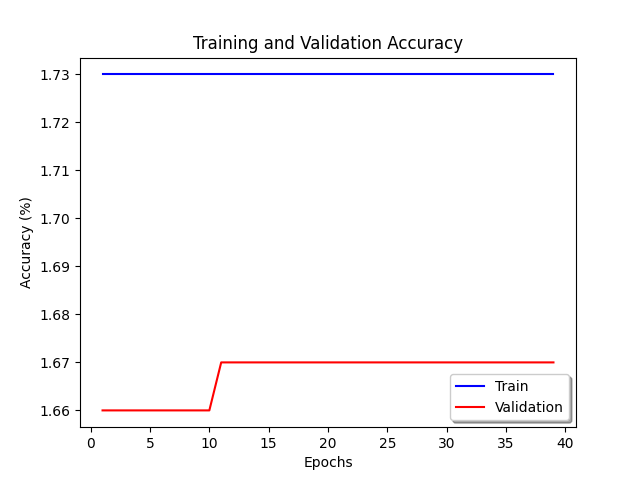 Training and Validation Accuracy
1.73
1.72
1.71
1.70
1.69
1.68
1.67
1.66
Accuracy (%)
0 5 10 15 20 25 30 35 40
Epochs
Train
Validation